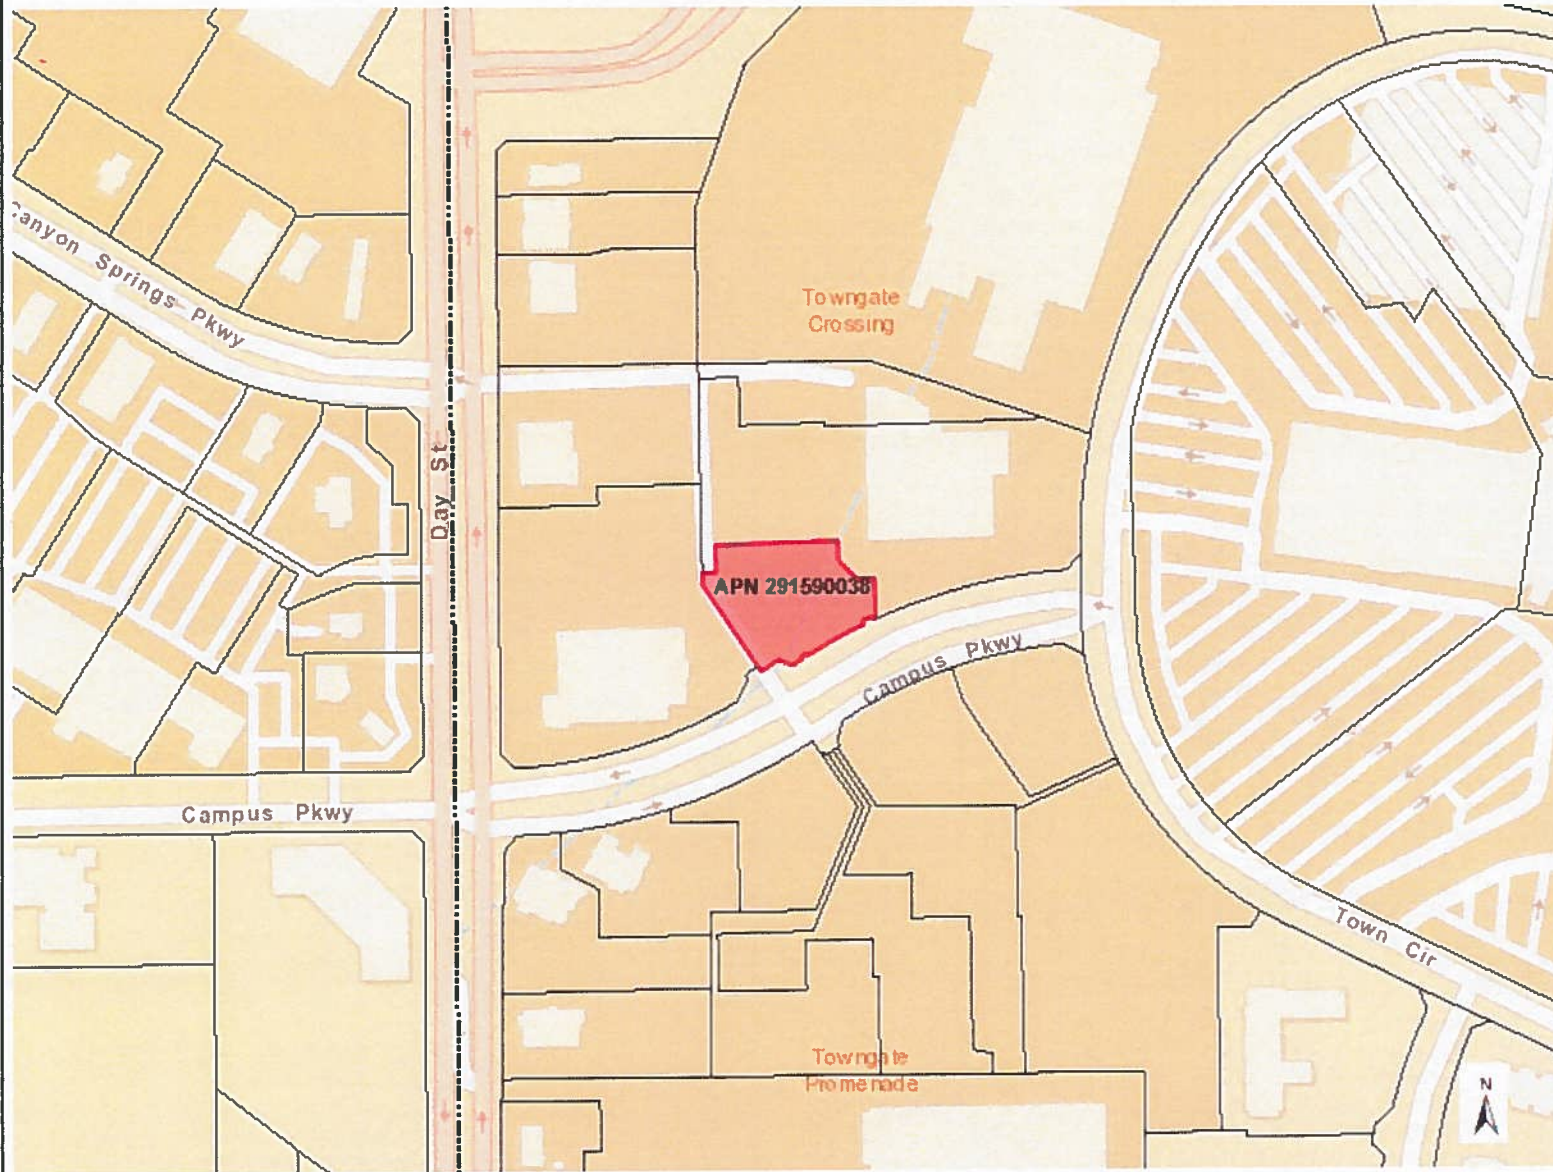 Canyon Springs Pkwy
Towngate
Crossing
Day St
APN 291590038
Campus Pkwy
Campus Pkwy
Town Cir
Towngate
Promenade
N